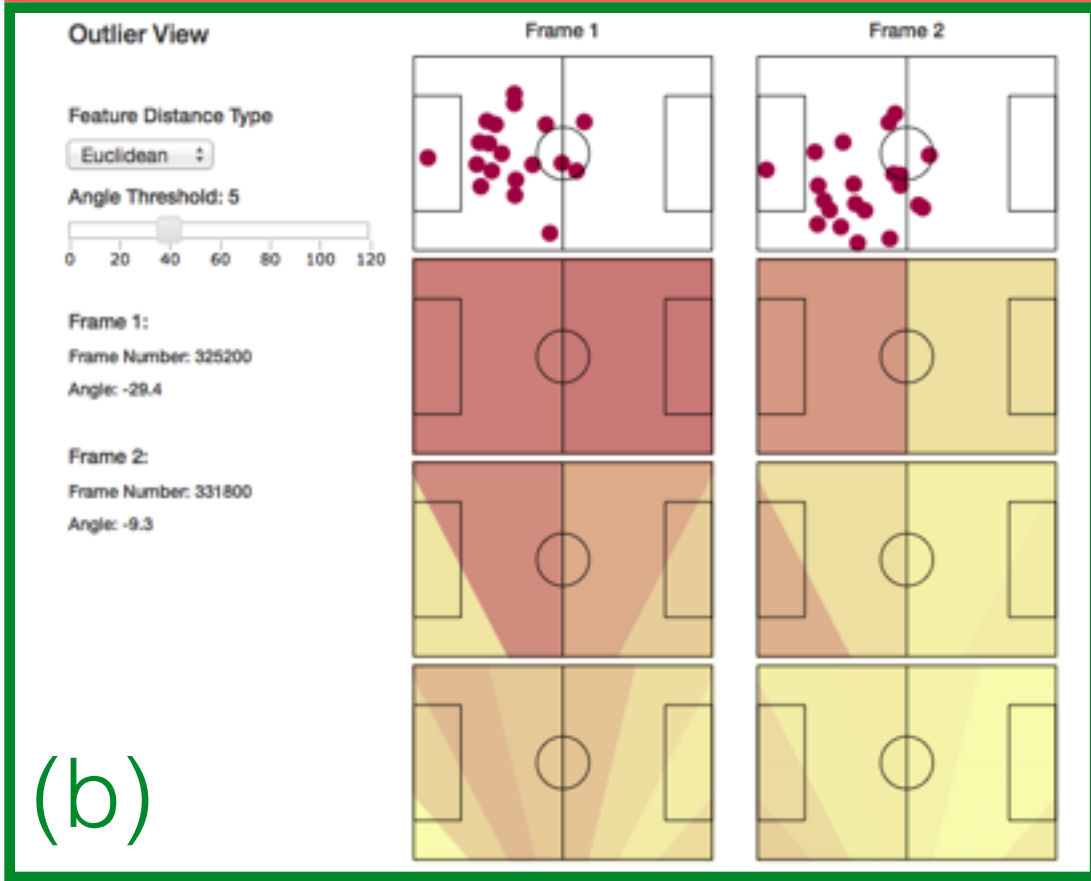 Outlier View
Feature Distance Type
Euclidean
Angle Threshold: 5
0 20 40 60 80 100 120
Frame 1:
Frame Number: 325200
Angle: -29.4
Frame 2:
Frame Number: 331800
Angle: -9.3
(b)
Frame 1
Frame 2